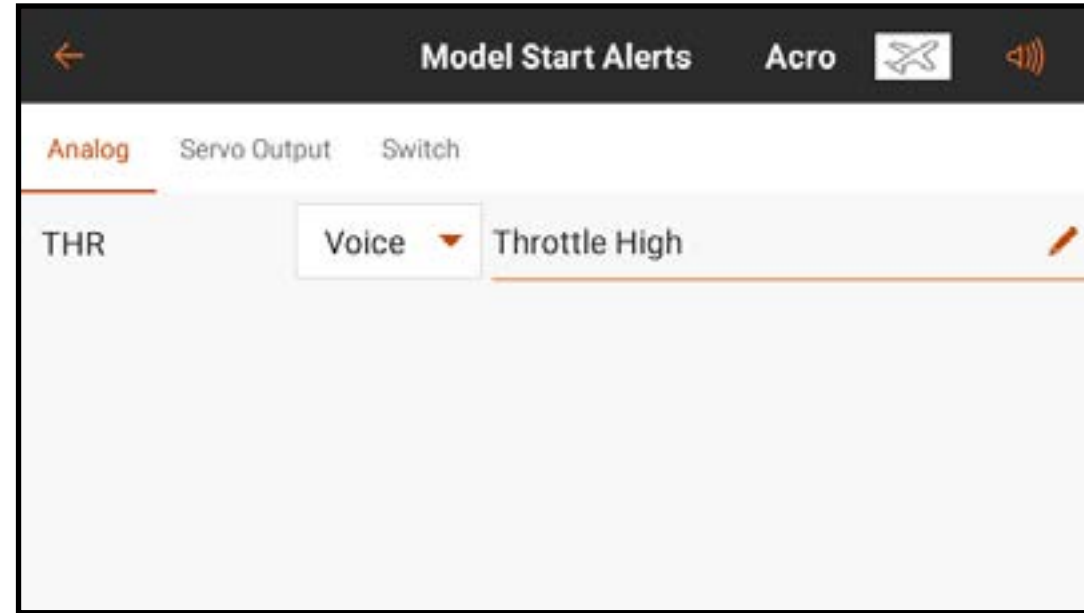 Model Start Alerts Acro
Analog Servo Output Switch
THR Voice Throttle High